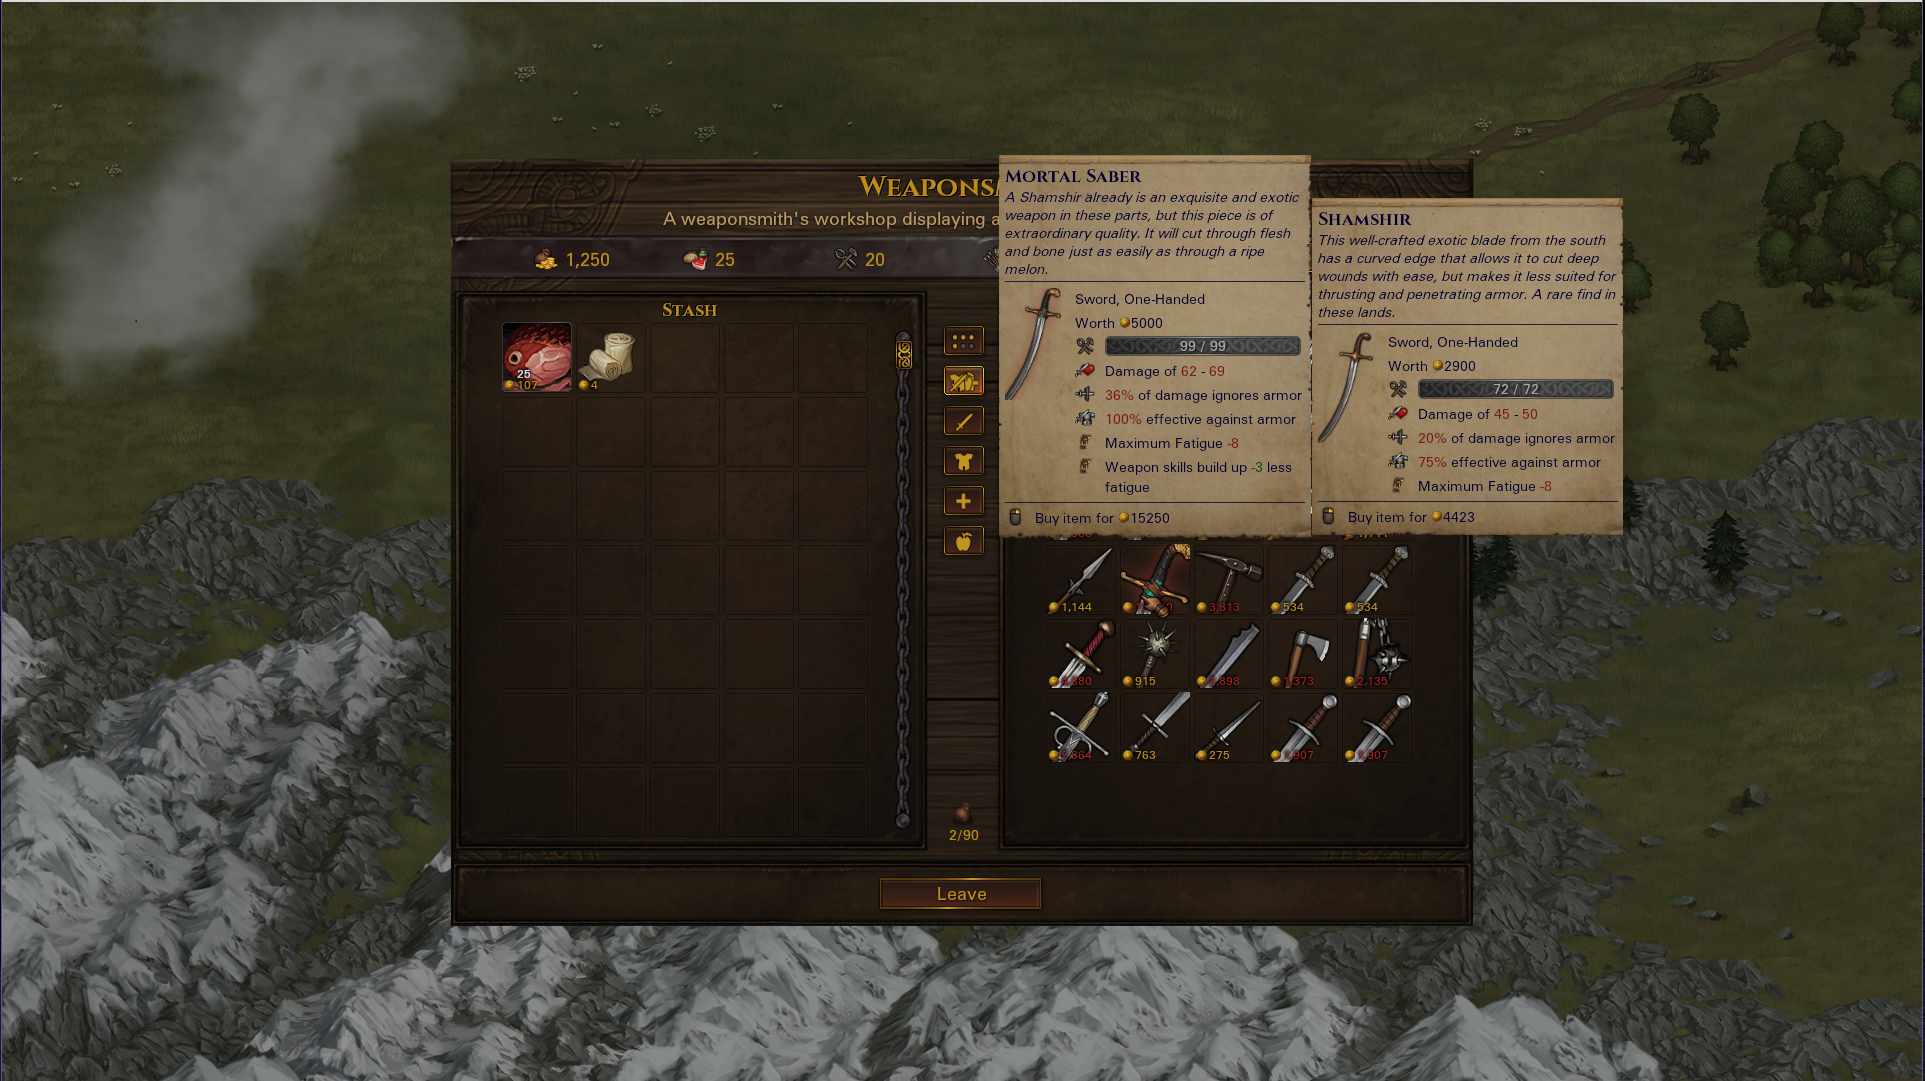 WEAPONS
A weaponsmith's workshop displaying a
1,250
25
20
STASH
25
107
4
2/90
MORTAL SABER
A Shamshir already is an exquisite and exotic
weapon in these parts, but this piece is of
extraordinary quality. It will cut through flesh
and bone just as easily as through a ripe
melon.
Sword, One-Handed
Worth 5000
99 / 99
Damage of 62 - 69
36% of damage ignores armor
100% effective against armor
Maximum Fatigue -8
Weapon skills build up -3 less
fatigue
Buy item for 15250
SHAMSHIR
This well-crafted exotic blade from the south
has a curved edge that allows it to cut deep
wounds with ease, but makes it less suited for
thrusting and penetrating armor. A rare find in
these lands.
Sword, One-Handed
Worth 2900
72 / 72
Damage of 45 - 50
20% of damage ignores armor
75% effective against armor
Maximum Fatigue -8
Buy item for 4423
1,144
3,813
534
534
915
1,373
2,135
763
275
Leave